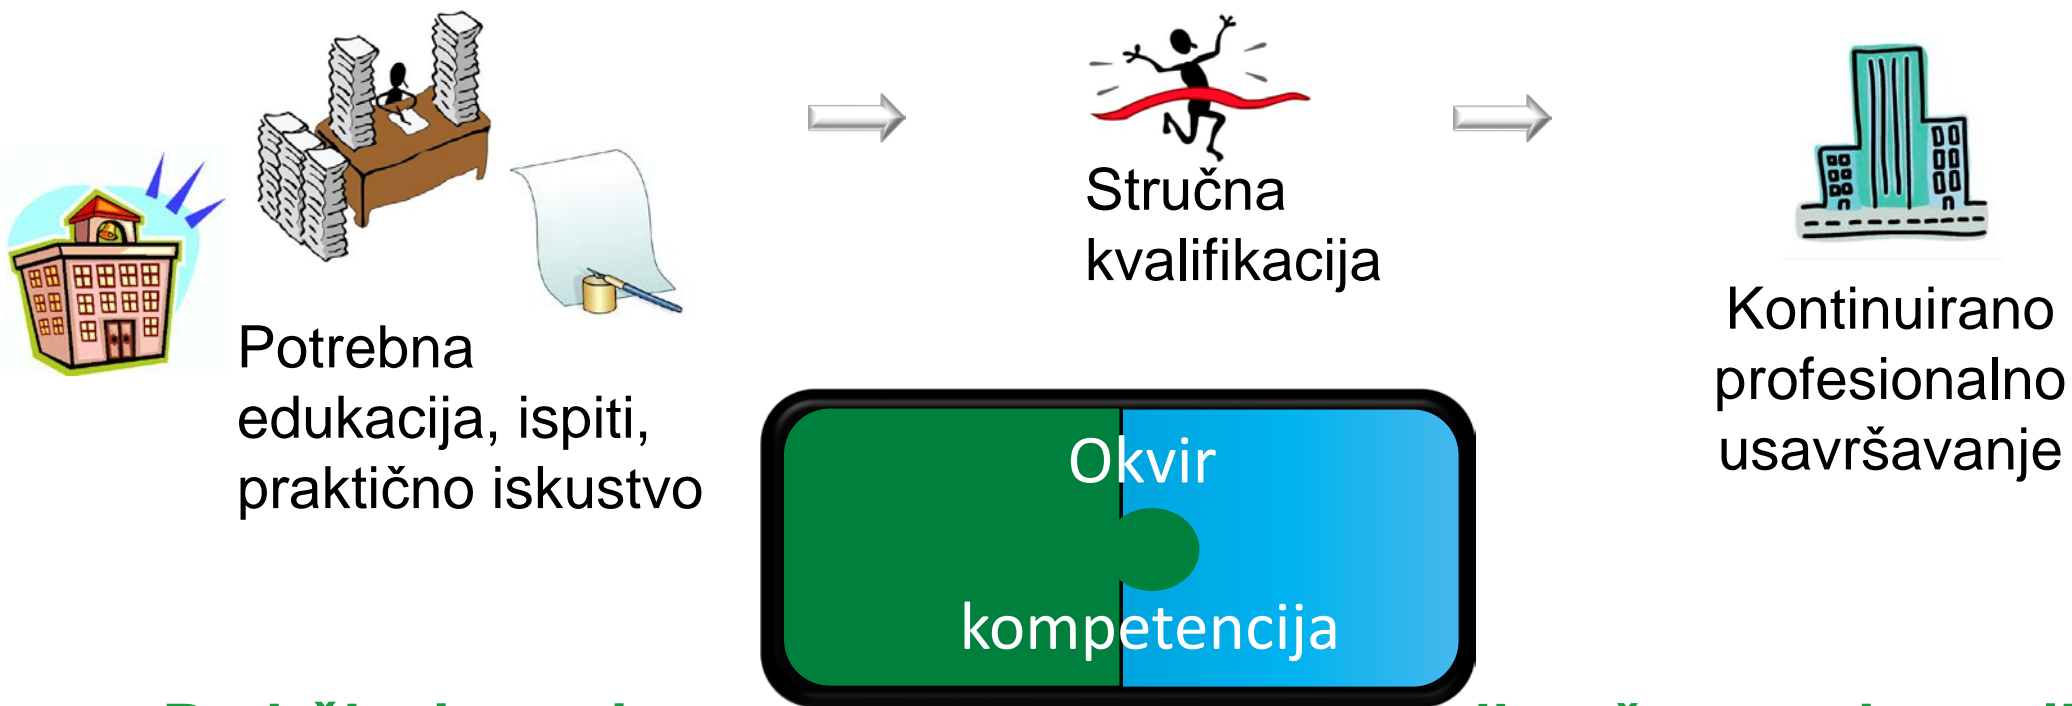 Potrebna
edukacija, ispiti,
praktično iskustvo
Stručna
kvalifikacija
Kontinuirano
profesionalno
usavršavanje
Okvir
kompetencija